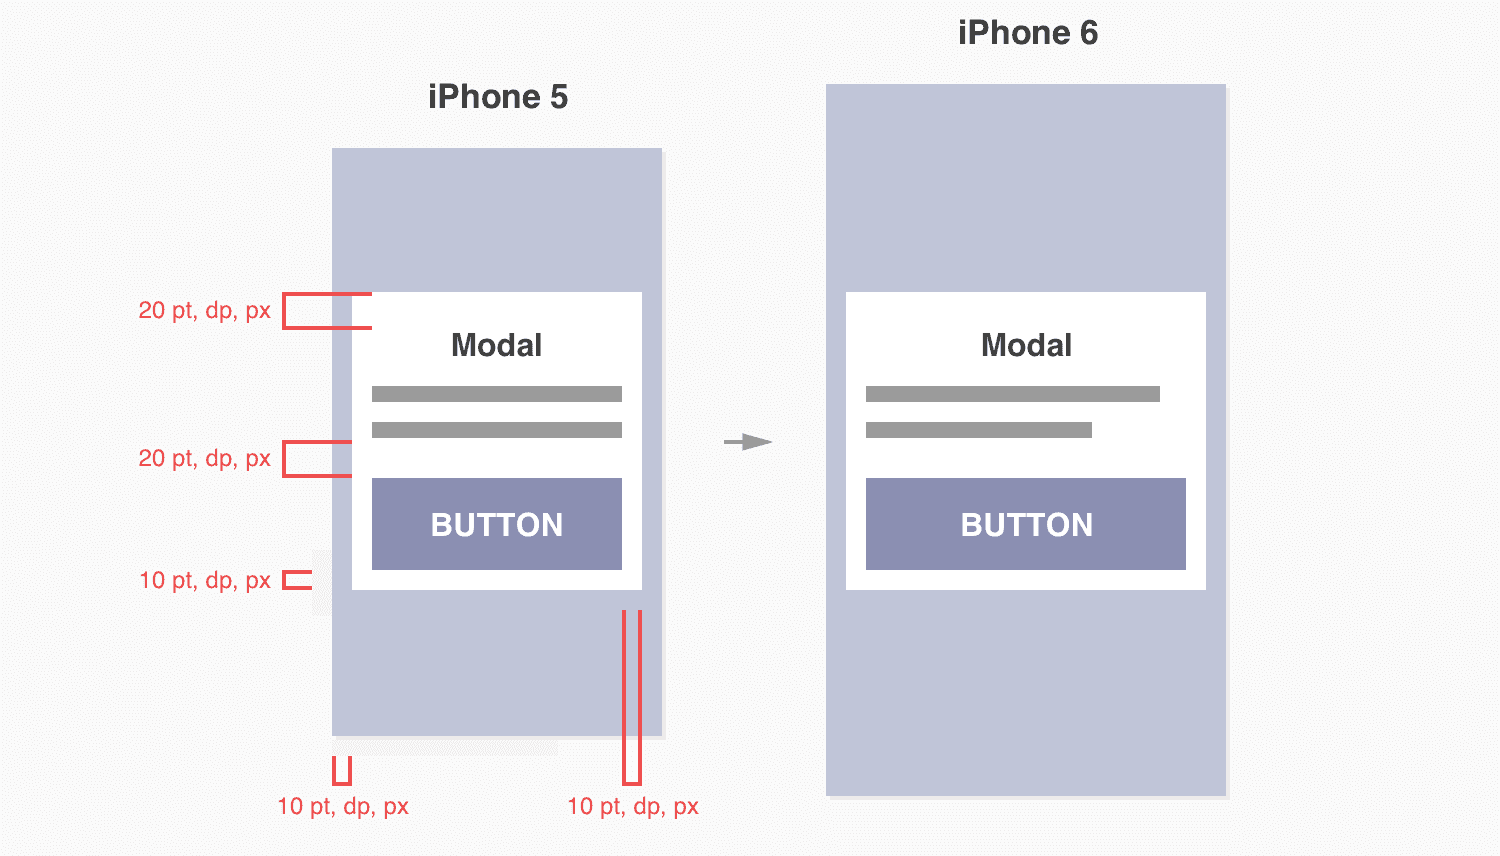 iPhone 6
iPhone 5
20 pt, dp, px
Modal
Modal
20 pt, dp, px
BUTTON
BUTTON
10 pt, dp, px
10 pt, dp, px
10 pt, dp, px